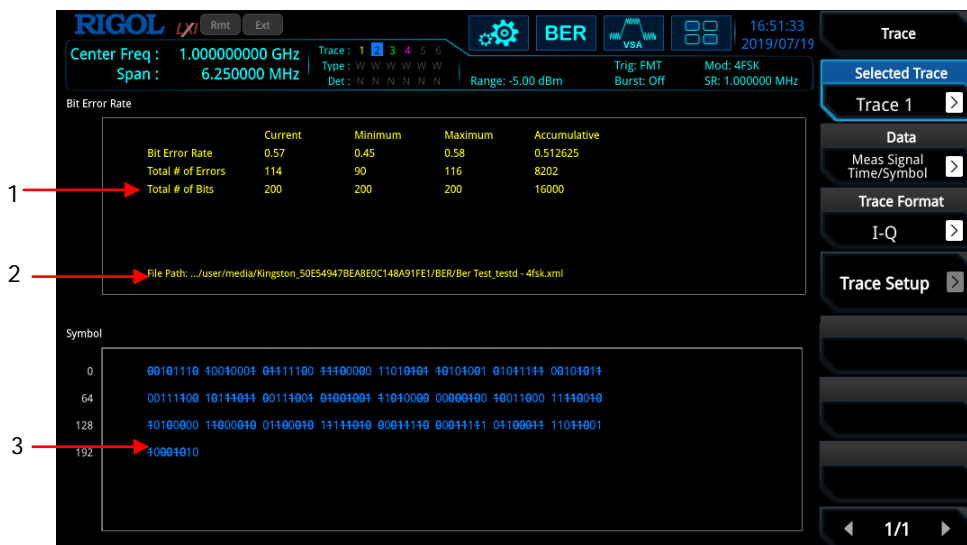 RIGOL LXI Rmt Ext
BER
VSA
16:51:33
2019/07/19
Center Freq : 1.000000000 GHz
Span : 6.250000 MHz
Trace : 1 2 3 4 5 6
Type : W W W W W W
Det : N N N N N N
Range: -5.00 dBm
Trig: FMT
Burst: Off
Mod: 4FSK
SR: 1.000000 MHz
Bit Error Rate
Current Minimum Maximum Accumulative
Bit Error Rate 0.57 0.45 0.58 0.512625
Total # of Errors 114 90 116 8202
1
Total # of Bits 200 200 200 16000
2
File Path: .../user/media/Kingston_50E54947BEA8E0C148A91FE1/BER/Ber Test_testd - 4fsk.xml
Symbol
0 00101110 10010001 01111100 11100000 11010101 10101001 01011111 00101011
64 00111100 10111011 00111001 01001001 11010000 00000100 10011000 11110010
128 10100000 11000010 01100010 11111010 00011110 00011111 01100011 11011001
3
192 10001010
Trace
Selected Trace
Trace 1
Data
Meas Signal
Time/Symbol
Trace Format
I-Q
Trace Setup
1/1